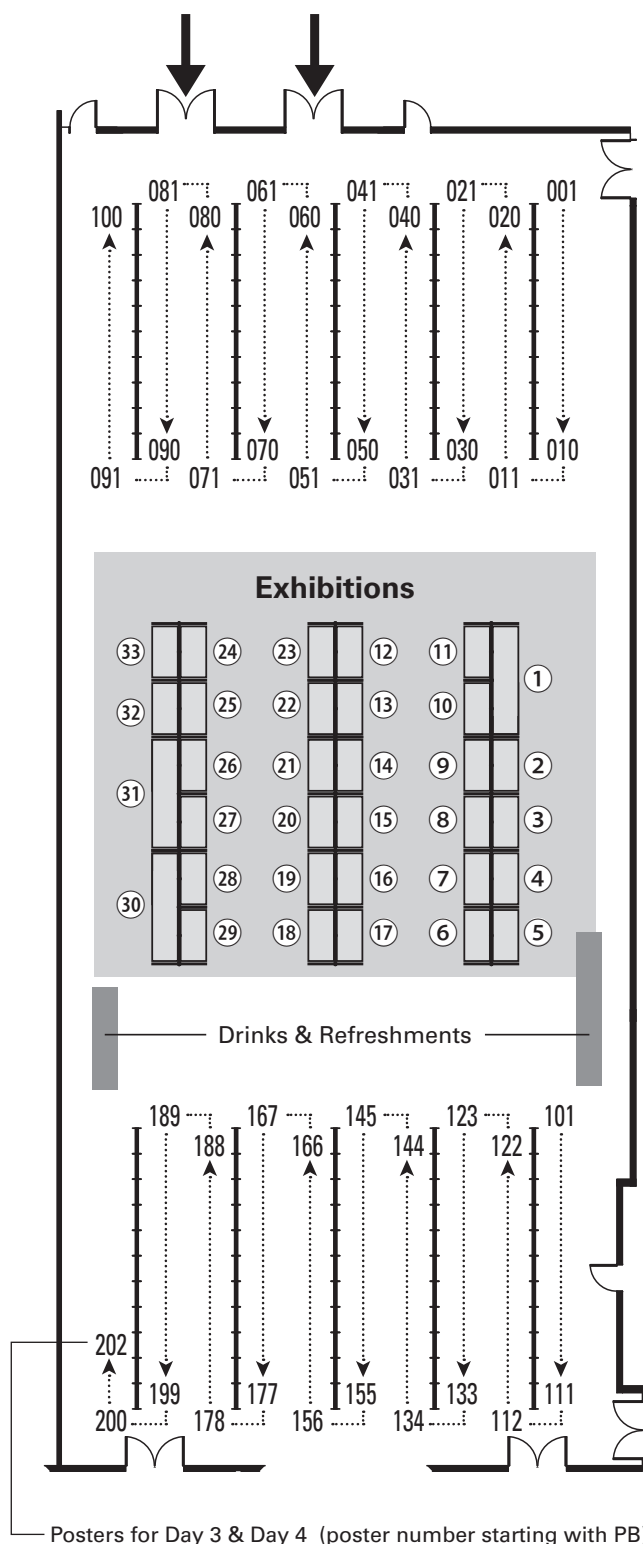 081 061 041 021 001
100 080 060 040 020
090 070 050 030 010
091 071 051 031 011
Exhibitions
33 24 23 12 11
1
32 25 22 13 10
26 21 14 9 2
31
27 20 15 8 3
28 19 16 7 4
30
29 18 17 6 5
Drinks & Refreshments
189 167 145 123 101
188 166 144 122
202
199 177 155 133 111
200 178 156 134 112
Posters for Day 3 & Day 4 (poster number starting with PB